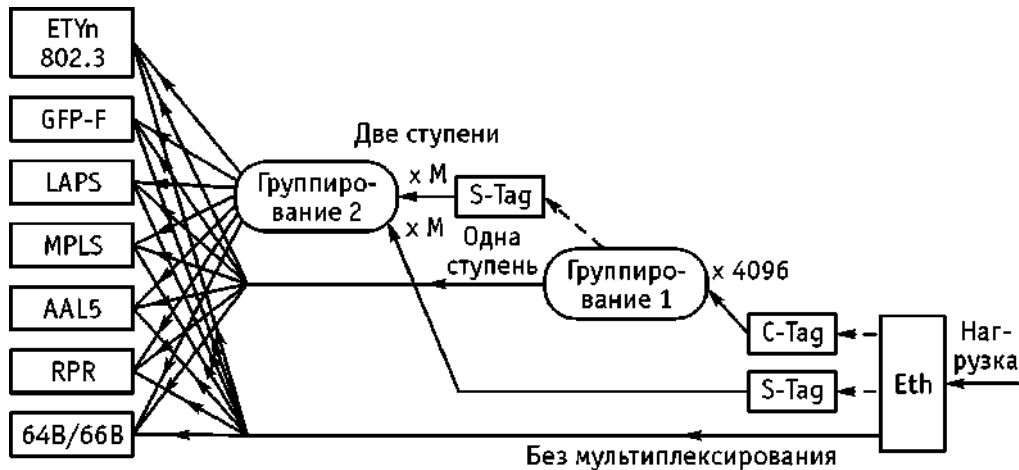 ETYn
802.3
GFP-F
LAPS
MPLS
AAL5
RPR
64B/66B
Две ступени
Группиро-
вание 2
x M
x M
S-Tag
Одна
ступень
Группиро-
вание 1
x 4096
C-Tag
S-Tag
Eth
Наг-
рузка
Без мультиплексирования